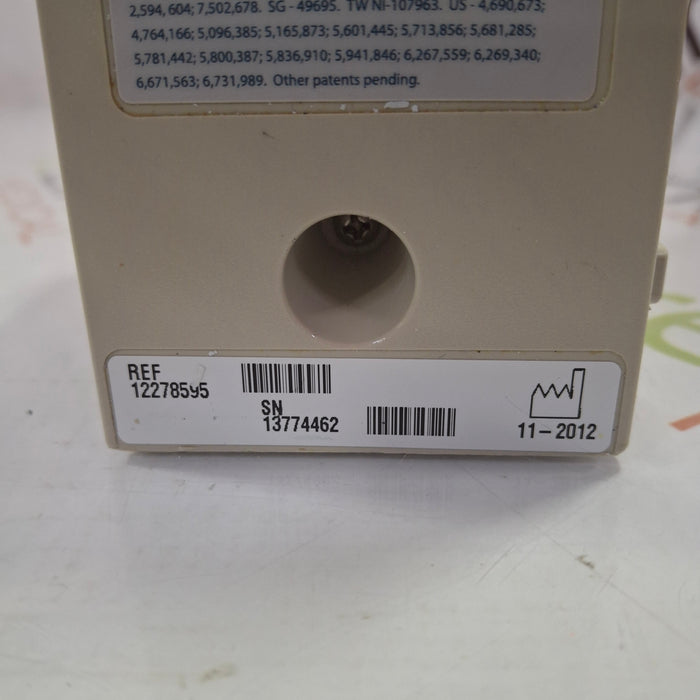 2,594, 604; 7,502,678. SG - 49695. TW NI-107963. US - 4,690,673;
4,764,166; 5,096,385; 5,165,873; 5,601,445; 5,713,856; 5,681,285;
5,781,442; 5,800,387; 5,836,910; 5,941,846; 6,267,559; 6,269,340;
6,671,563; 6,731,989. Other patents pending.
REF
12278595
SN
13774462
11-2012